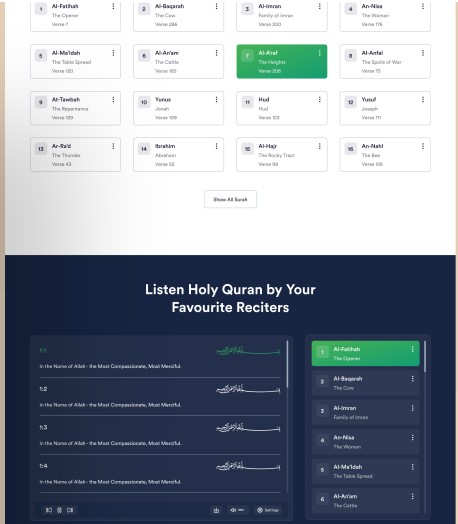 1 Al-Fatihah
The Opener
Verse 7
2 Al-Baqarah
The Cow
Verse 286
3 Al-Imran
Family of Imran
Verse 200
4 An-Nisa
The Woman
Verse 176
5 Al-Ma'idah
The Table Spread
Verse 120
6 Al-An'am
The Cattle
Verse 165
7 Al-A'raf
The Heights
Verse 206
8 Al-Anfal
The Spoils of War
Verse 75
9 At-Tawbah
The Repentance
Verse 129
10 Yunus
Jonah
Verse 109
11 Hud
Hud
Verse 123
12 Yusuf
Joseph
Verse 111
13 Ar-Ra'd
The Thunder
Verse 43
14 Ibrahim
Abraham
Verse 52
15 Al-Hajr
The Rocky Tract
Verse 99
16 An-Nahl
The Bee
Verse 128
Show All Surah
Listen Holy Quran by Your
Favourite Reciters
1:1
In the Name of Allah - the Most Compassionate, Most Merciful.
1:2
In the Name of Allah - the Most Compassionate, Most Merciful.
1:3
In the Name of Allah - the Most Compassionate, Most Merciful.
1:4
In the Name of Allah - the Most Compassionate, Most Merciful.
Settings
1 Al-Fatihah
The Opener
2 Al-Baqarah
The Cow
3 Al-Imran
Family of Imran
4 An-Nisa
The Woman
5 Al-Ma'idah
The Table Spread
6 Al-An'am
The Cattle